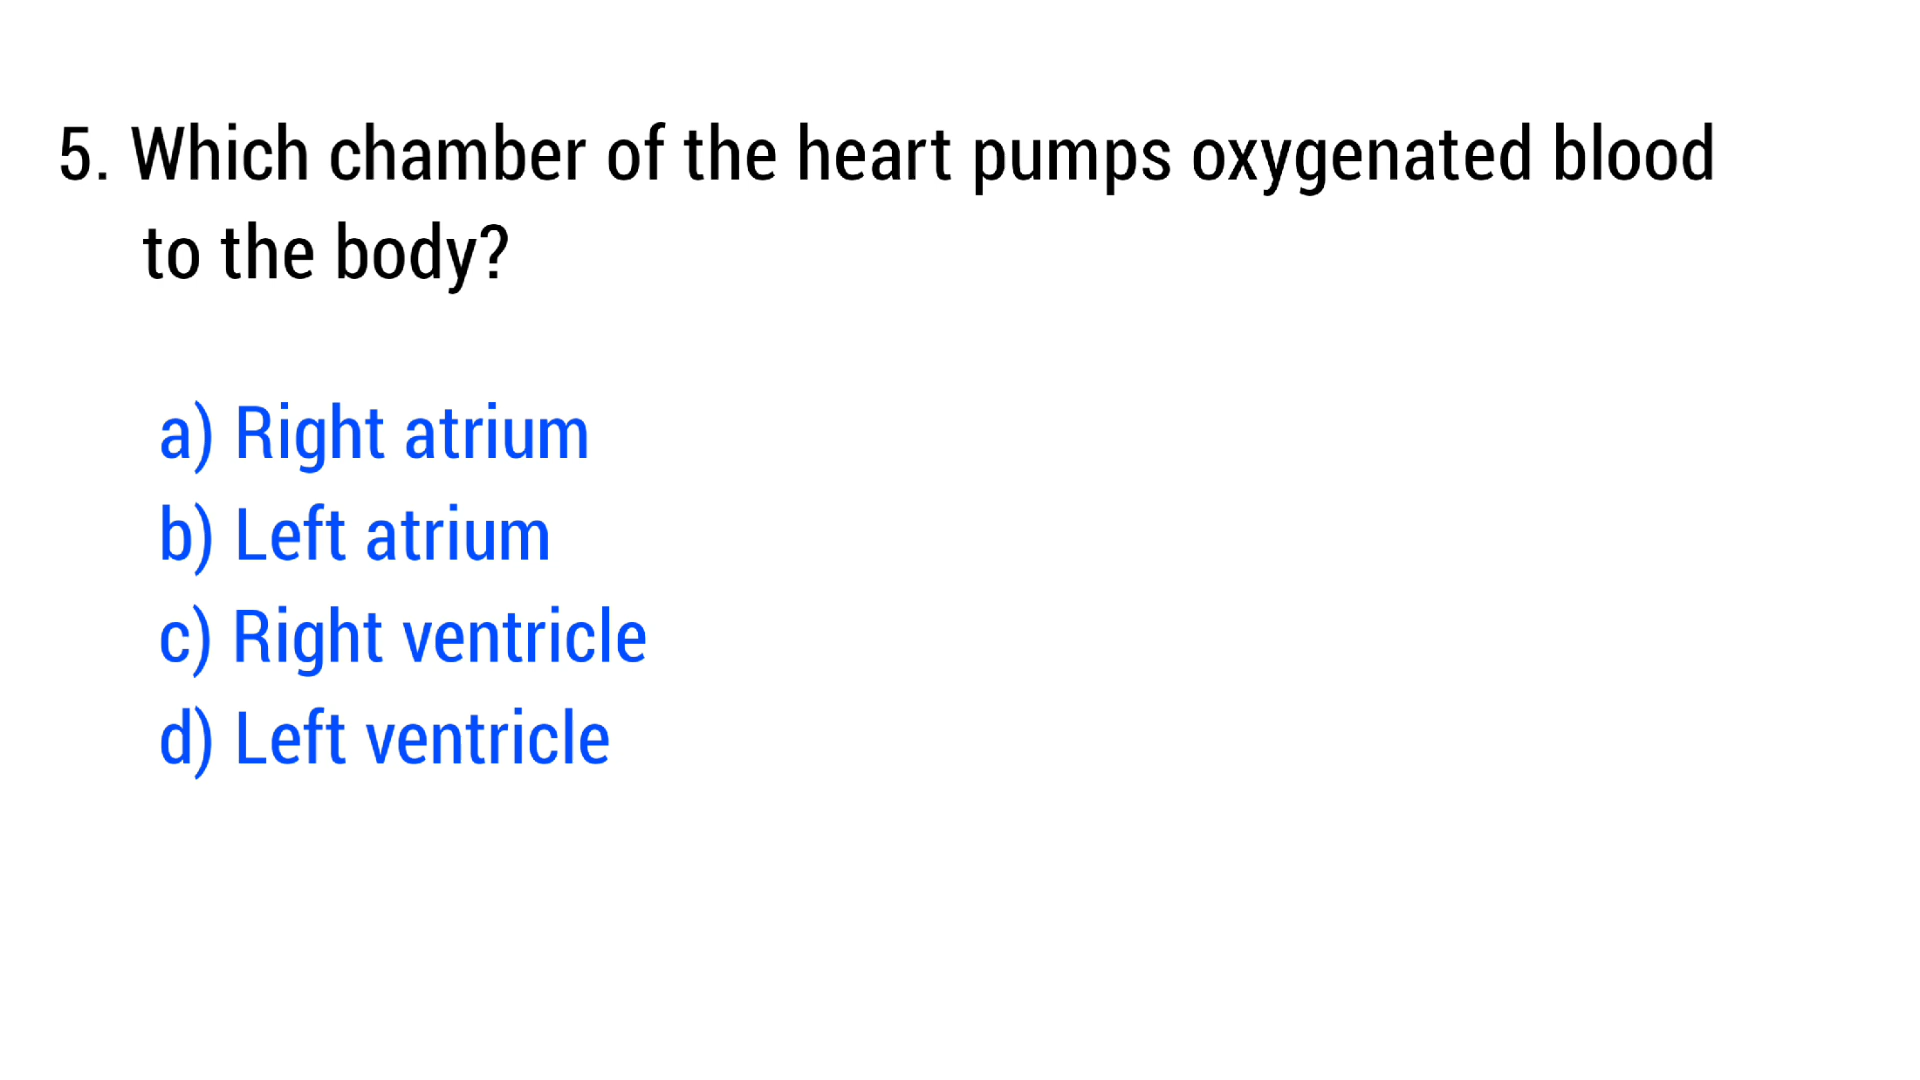 5. Which chamber of the heart pumps oxygenated blood
to the body?
a) Right atrium
b) Left atrium
c) Right ventricle
d) Left ventricle